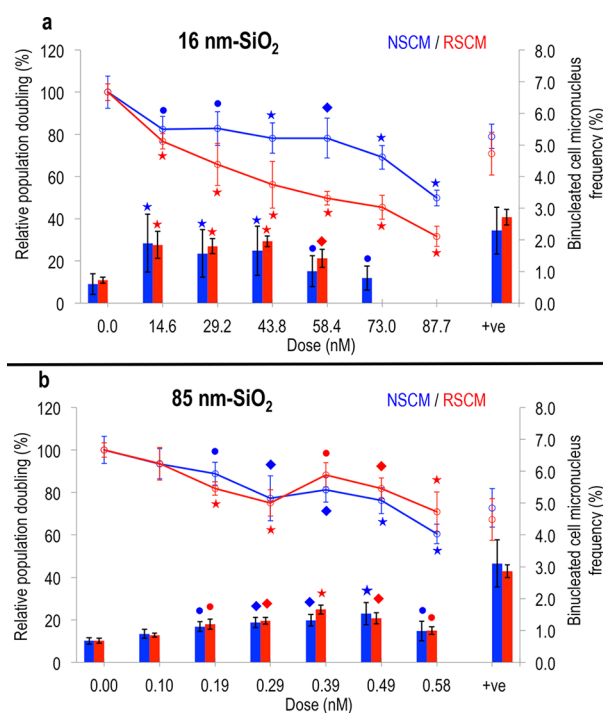 a
16 nm-SiO₂
NSCM / RSCM
Relative population doubling (%)
120
100
80
60
40
20
0
8.0
7.0
6.0
5.0
4.0
3.0
2.0
1.0
0.0
Binucleated cell micronucleus
frequency (%)
0.0 14.6 29.2 43.8 58.4 73.0 87.7 +ve
Dose (nM)
b
85 nm-SiO₂
NSCM / RSCM
Relative population doubling (%)
120
100
80
60
40
20
0
8.0
7.0
6.0
5.0
4.0
3.0
2.0
1.0
0.0
Binucleated cell micronucleus
frequency (%)
0.00 0.10 0.19 0.29 0.39 0.49 0.58 +ve
Dose (nM)